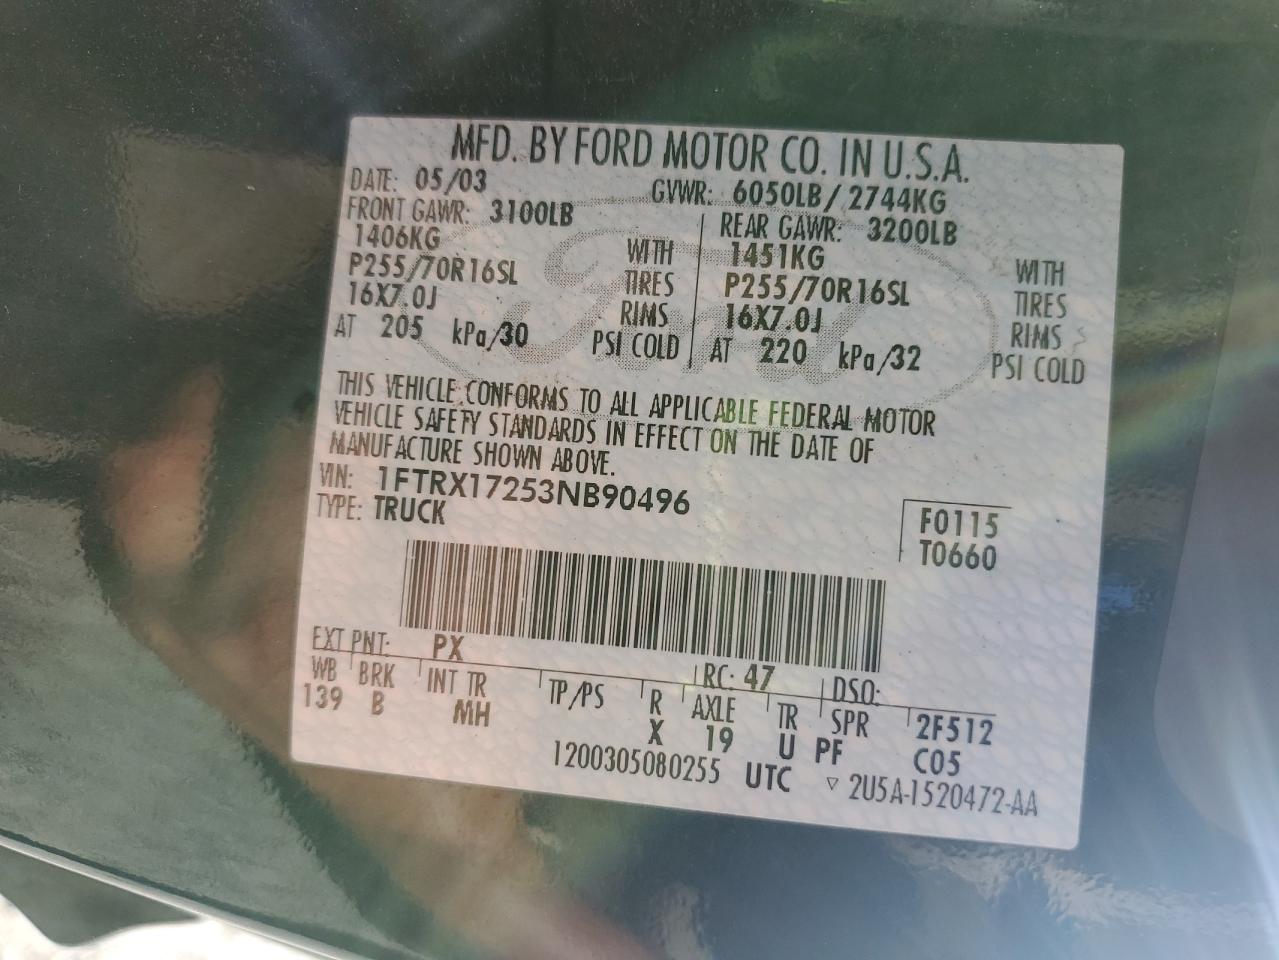 MFD. BY FORD MOTOR CO. IN U.S.A.
DATE: 05/03 GVWR: 6050LB / 2744KG
FRONT GAWR: 3100LB REAR GAWR: 3200LB
1406KG WITH 1451KG WITH
P255/70R16SL TIRES P255/70R16SL TIRES
16X7.0J RIMS 16X7.0J RIMS
AT 205 kPa/30 PSI COLD AT 220 kPa/32 PSI COLD
Ford
THIS VEHICLE CONFORMS TO ALL APPLICABLE FEDERAL MOTOR
VEHICLE SAFETY STANDARDS IN EFFECT ON THE DATE OF
MANUFACTURE SHOWN ABOVE.
VIN: 1FTRX17253NB90496
TYPE: TRUCK
F0115
T0660
EXT PNT: PX RC: 47 DSO:
WB BRK INT TR TP/PS R AXLE TR SPR 2F512
139 B MH X 19 U PF C05
1200305080255 UTC ▽ 2U5A-1520472-AA